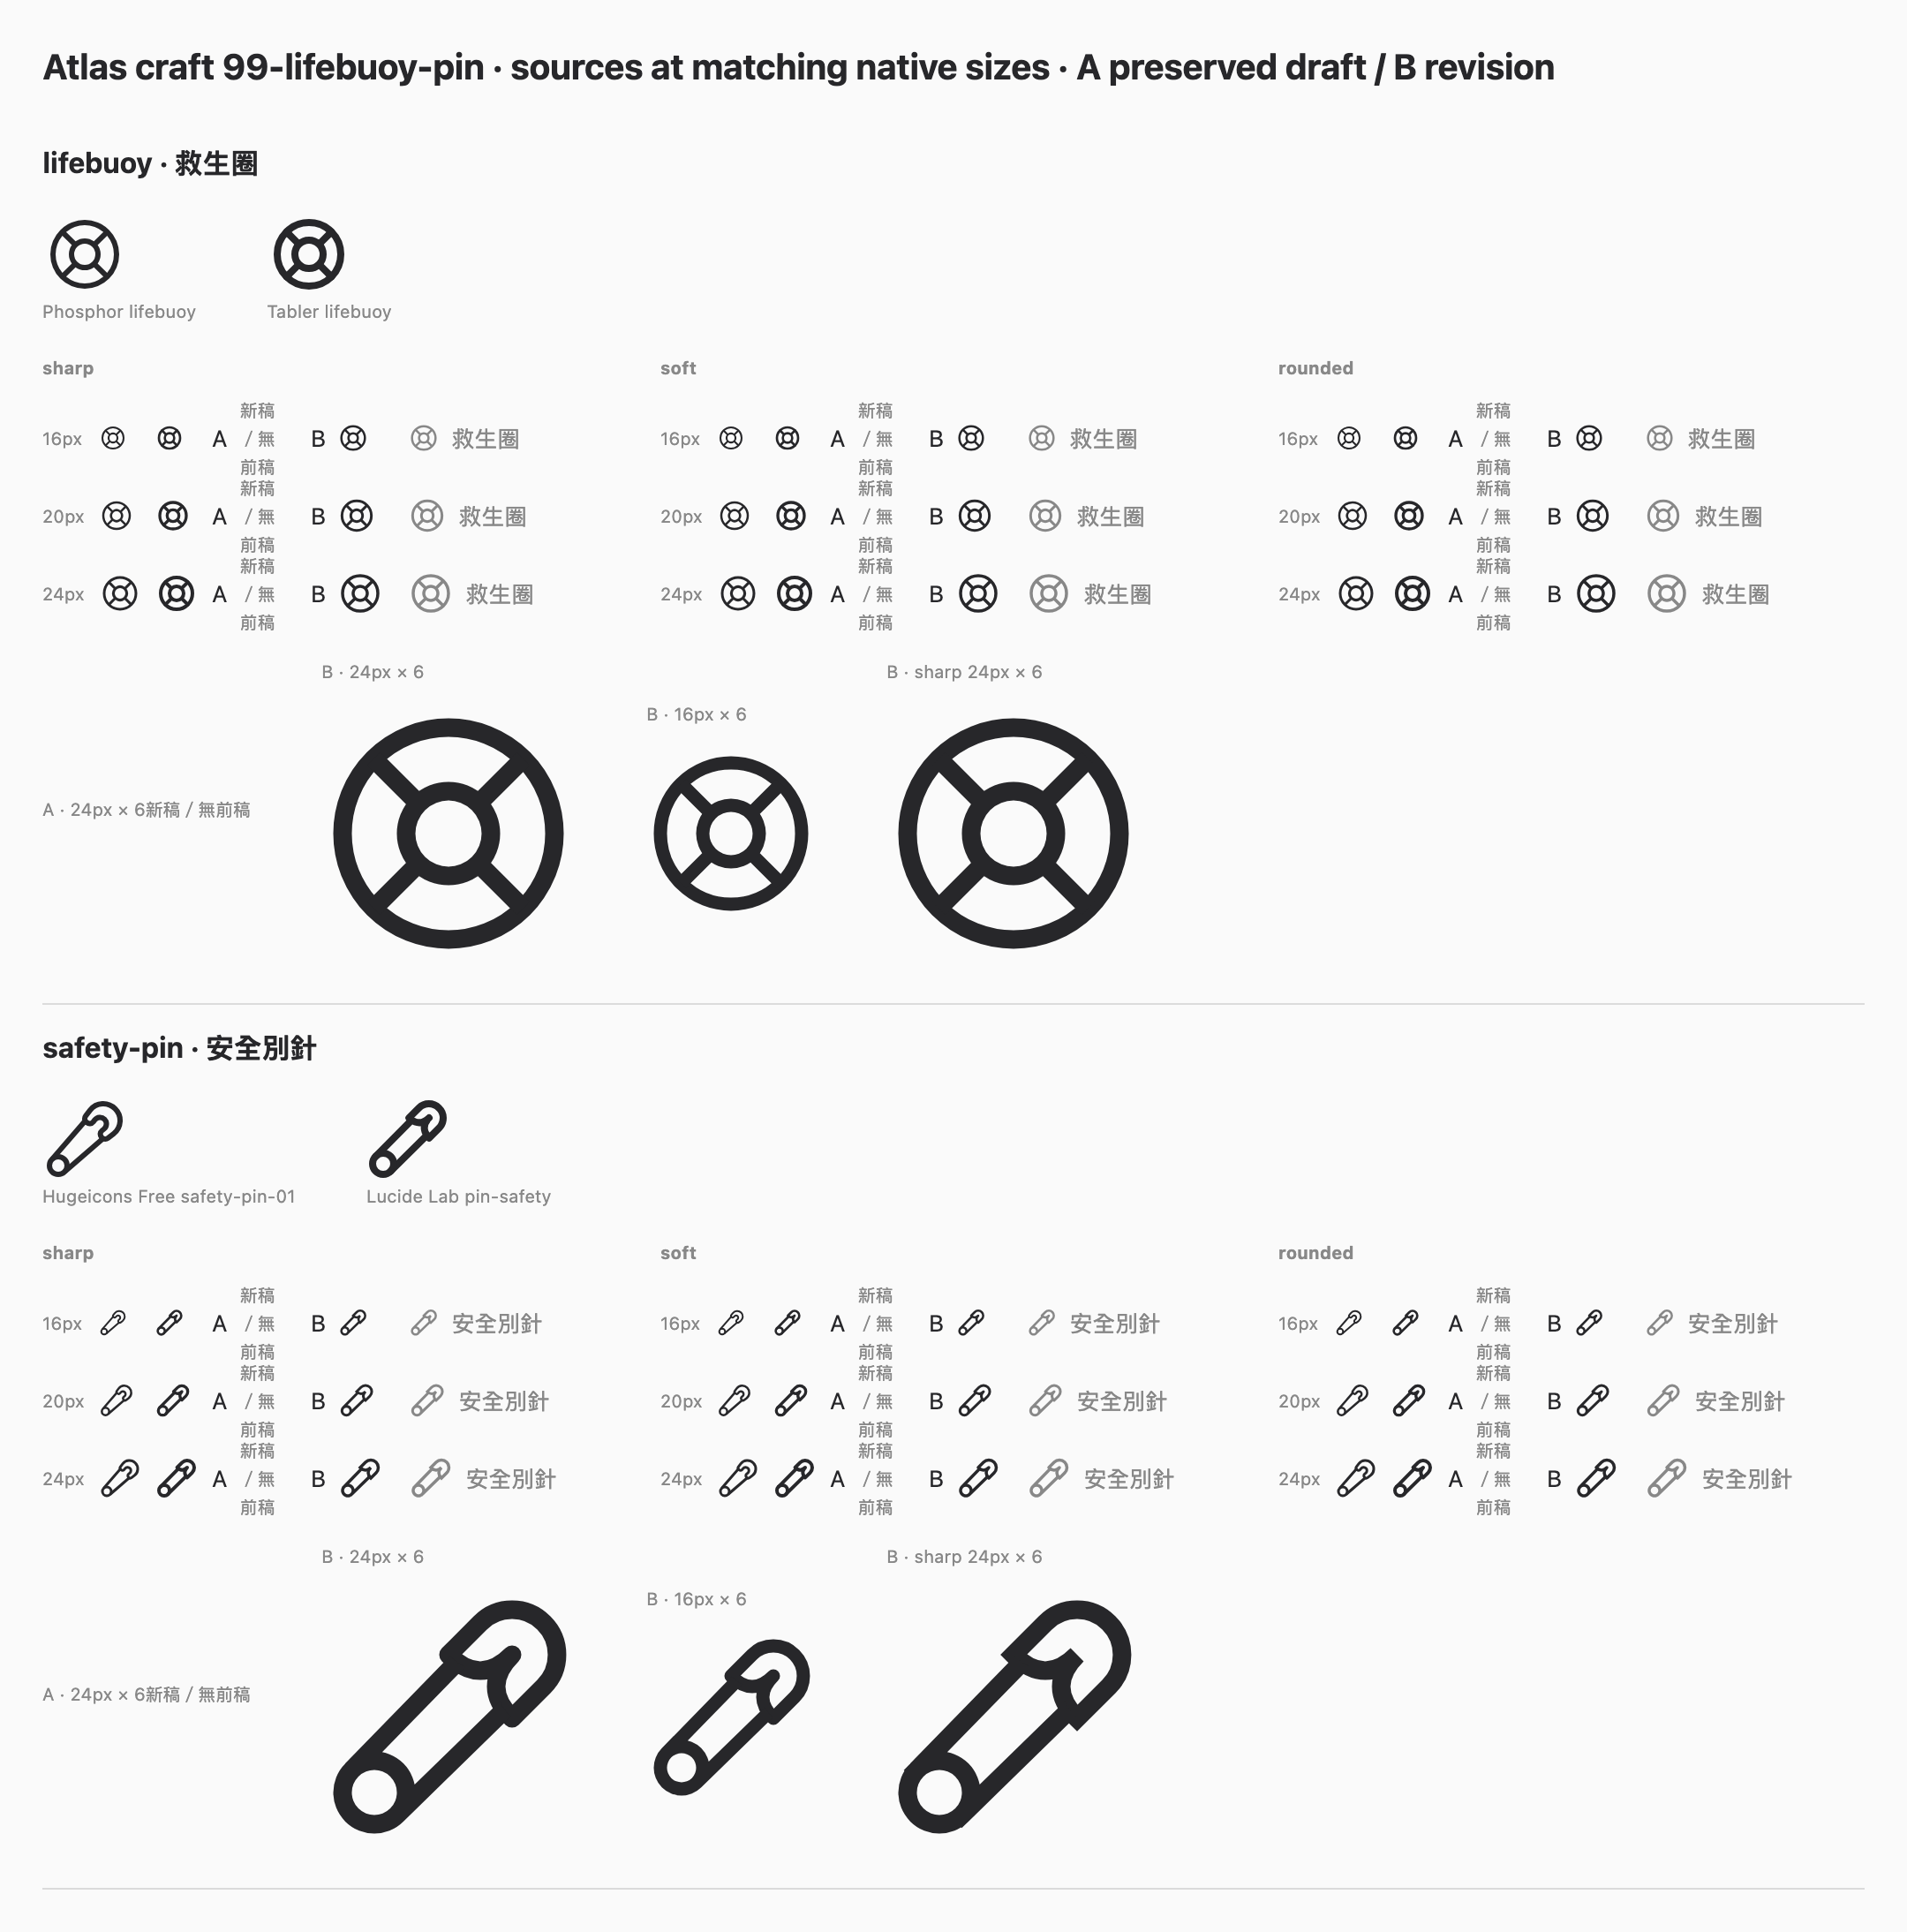 Atlas craft 99-lifebuoy-pin · sources at matching native sizes · A preserved draft / B revision
lifebuoy · 救生圈
Phosphor lifebuoy
Tabler lifebuoy
sharp
16px A 新稿 / 無前稿 B 救生圈
20px A 新稿 / 無前稿 B 救生圈
24px A 新稿 / 無前稿 B 救生圈
soft
16px A 新稿 / 無前稿 B 救生圈
20px A 新稿 / 無前稿 B 救生圈
24px A 新稿 / 無前稿 B 救生圈
rounded
16px A 新稿 / 無前稿 B 救生圈
20px A 新稿 / 無前稿 B 救生圈
24px A 新稿 / 無前稿 B 救生圈
A · 24px × 6新稿 / 無前稿
B · 24px × 6
B · 16px × 6
B · sharp 24px × 6
safety-pin · 安全別針
Hugeicons Free safety-pin-01
Lucide Lab pin-safety
sharp
16px A 新稿 / 無前稿 B 安全別針
20px A 新稿 / 無前稿 B 安全別針
24px A 新稿 / 無前稿 B 安全別針
soft
16px A 新稿 / 無前稿 B 安全別針
20px A 新稿 / 無前稿 B 安全別針
24px A 新稿 / 無前稿 B 安全別針
rounded
16px A 新稿 / 無前稿 B 安全別針
20px A 新稿 / 無前稿 B 安全別針
24px A 新稿 / 無前稿 B 安全別針
A · 24px × 6新稿 / 無前稿
B · 24px × 6
B · 16px × 6
B · sharp 24px × 6